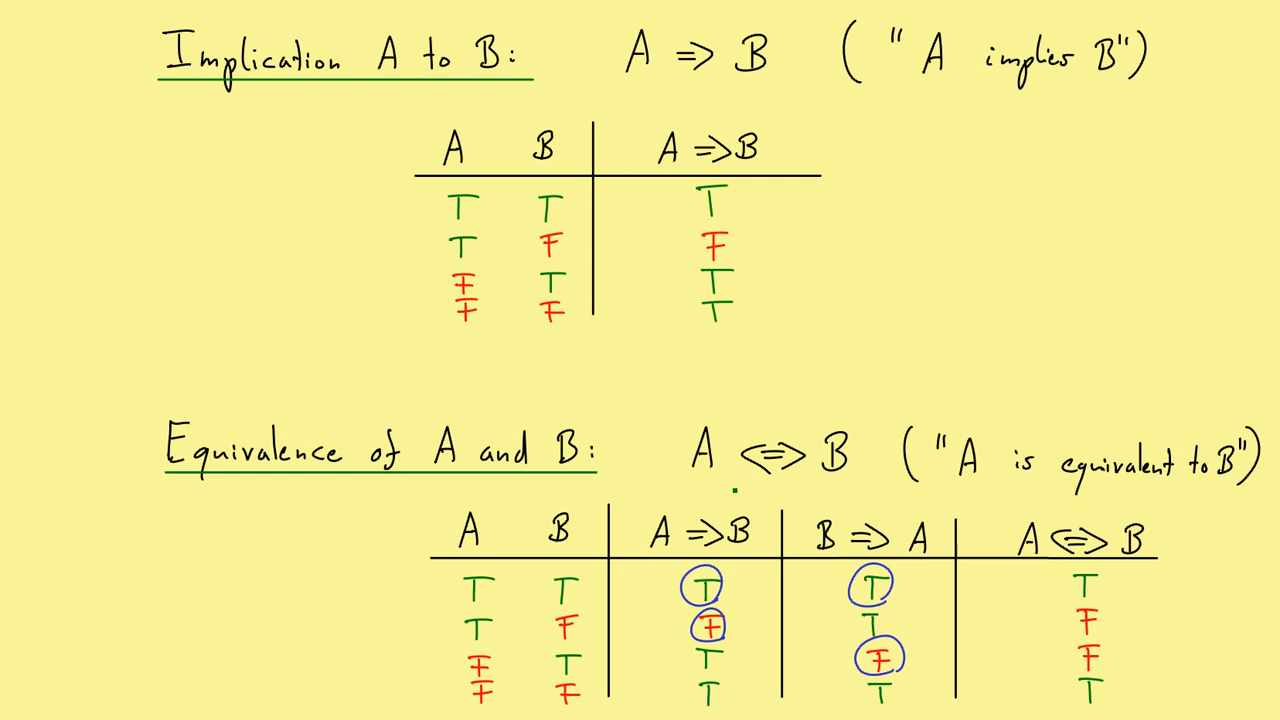 Implication A to B: A => B ("A implies B")
A B A => B
T T T
T F F
F T T
F F T
Equivalence of A and B: A <=> B ("A is equivalent to B")
A B A => B B => A A <=> B
T T T T T
T F F T F
F T T F F
F F T T T